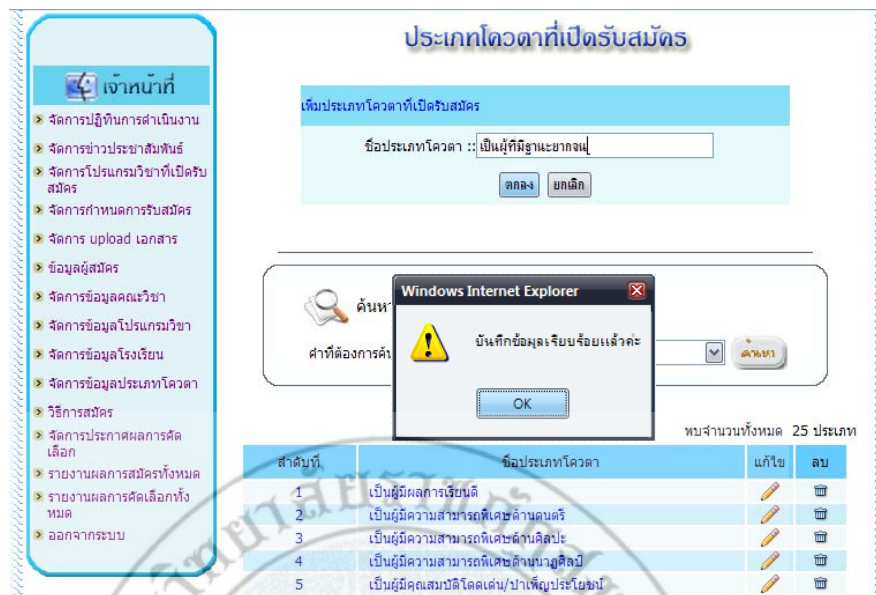 ประเภทโควตาที่เปิดรับสมัคร
เจ้าหน้าที่
จัดการปฏิทินการดำเนินงาน
จัดการข่าวประชาสัมพันธ์
จัดการโปรแกรมวิชาที่เปิดรับ
สมัคร
จัดการกำหนดการรับสมัคร
จัดการ upload เอกสาร
ข้อมูลผู้สมัคร
จัดการข้อมูลคณะวิชา
จัดการข้อมูลโปรแกรมวิชา
จัดการข้อมูลโรงเรียน
จัดการข้อมูลประเภทโควตา
วิธีการสมัคร
จัดการประกาศผลการคัด
เลือก
รายงานผลการสมัครทั้งหมด
รายงานผลการคัดเลือกทั้ง
หมด
ออกจากระบบ
เพิ่มประเภทโควตาที่เปิดรับสมัคร
ชื่อประเภทโควตา :: เป็นผู้ที่มีฐานะยากจน
ตกลง ยกเลิก
ค้นหา
คำที่ต้องการค้น
ค้นหา
Windows Internet Explorer
บันทึกข้อมูลเรียบร้อยแล้วค่ะ
OK
พบจำนวนทั้งหมด 25 ประเภท
ลำดับที่ ชื่อประเภทโควตา แก้ไข ลบ
1 เป็นผู้มีผลการเรียนดี
2 เป็นผู้มีความสามารถพิเศษด้านดนตรี
3 เป็นผู้มีความสามารถพิเศษด้านศิลปะ
4 เป็นผู้มีความสามารถพิเศษด้านนาฏศิลป์
5 เป็นผู้มีคุณสมบัติโดดเด่น/บำเพ็ญประโยชน์